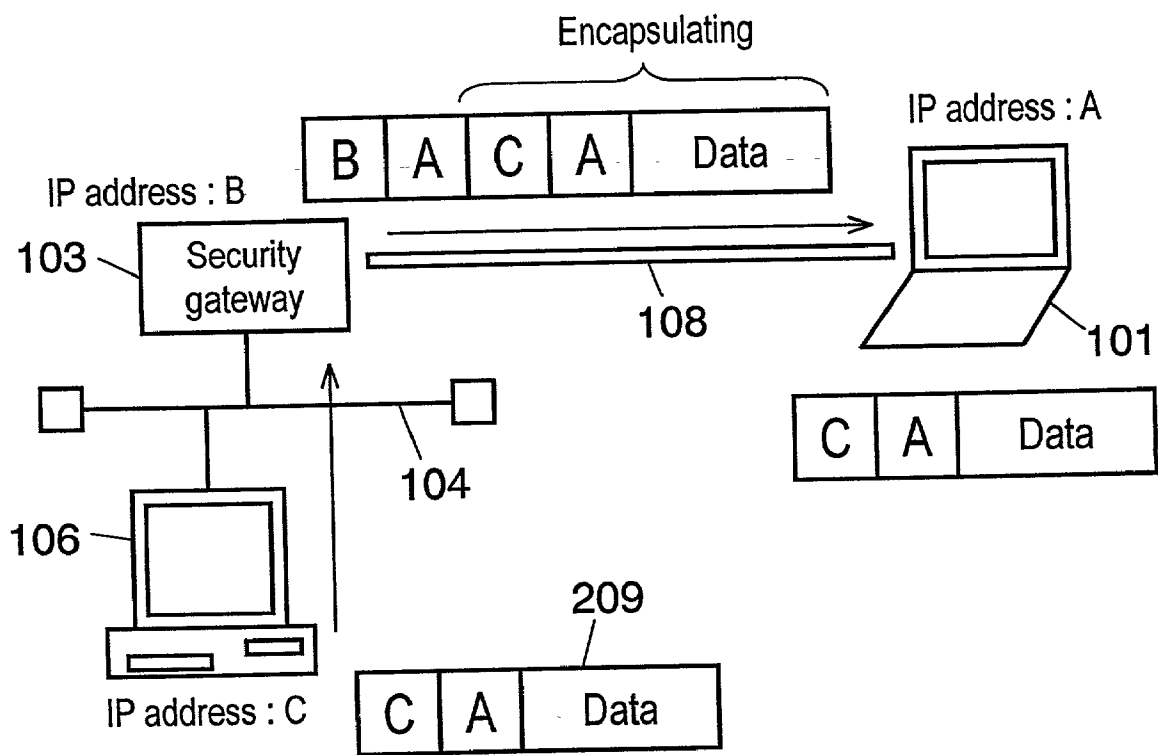 Encapsulating
IP address : A
B A C A Data
IP address : B
103
Security
gateway
108
101
C A Data
104
106
209
C A Data
IP address : C